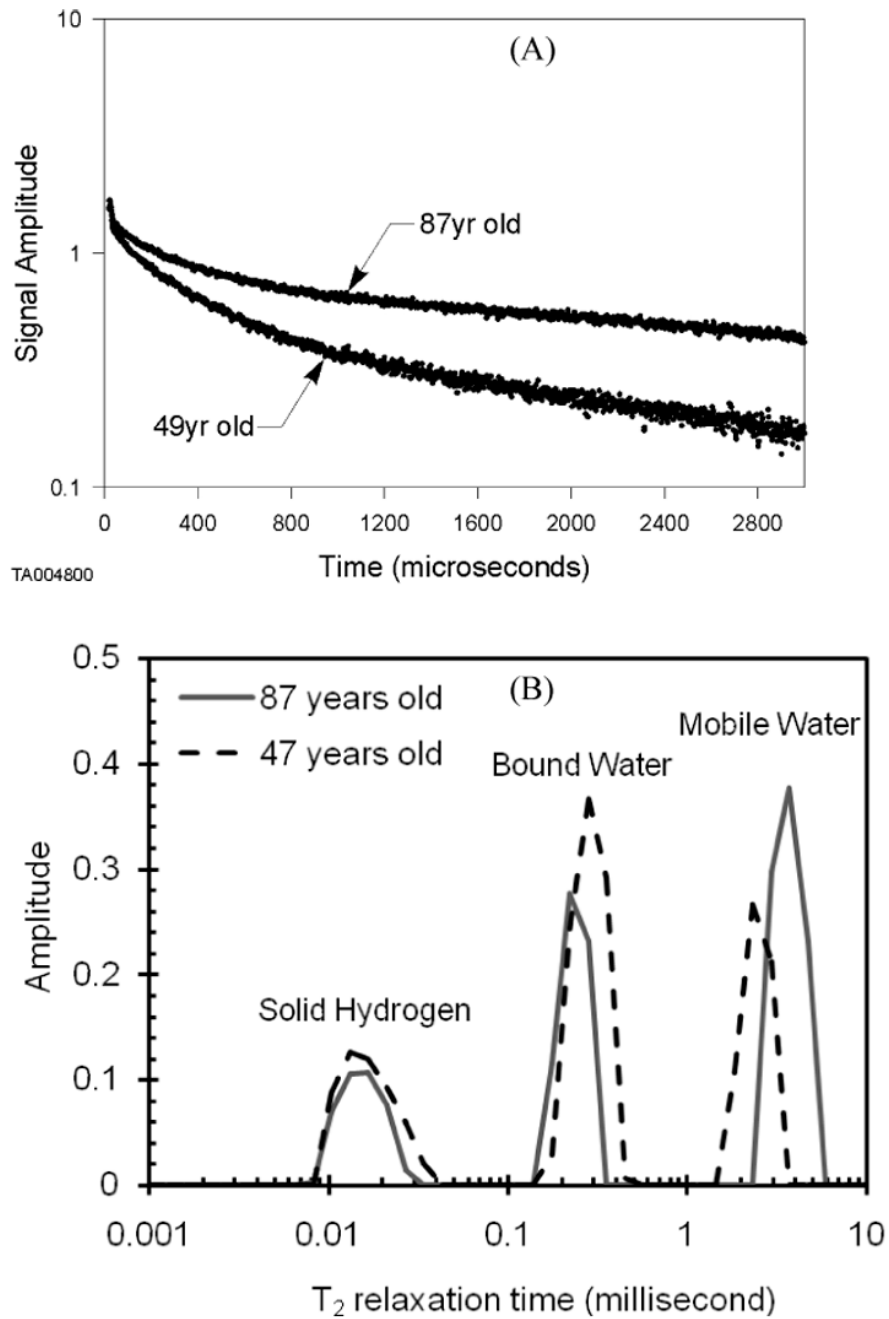 (A)
10
1
0.1
Signal Amplitude
87yr old
49yr old
0 400 800 1200 1600 2000 2400 2800
Time (microseconds)
TA004800
(B)
0.5
0.4
0.3
0.2
0.1
0
Amplitude
87 years old
47 years old
Mobile Water
Bound Water
Solid Hydrogen
0.001 0.01 0.1 1 10
T₂ relaxation time (millisecond)